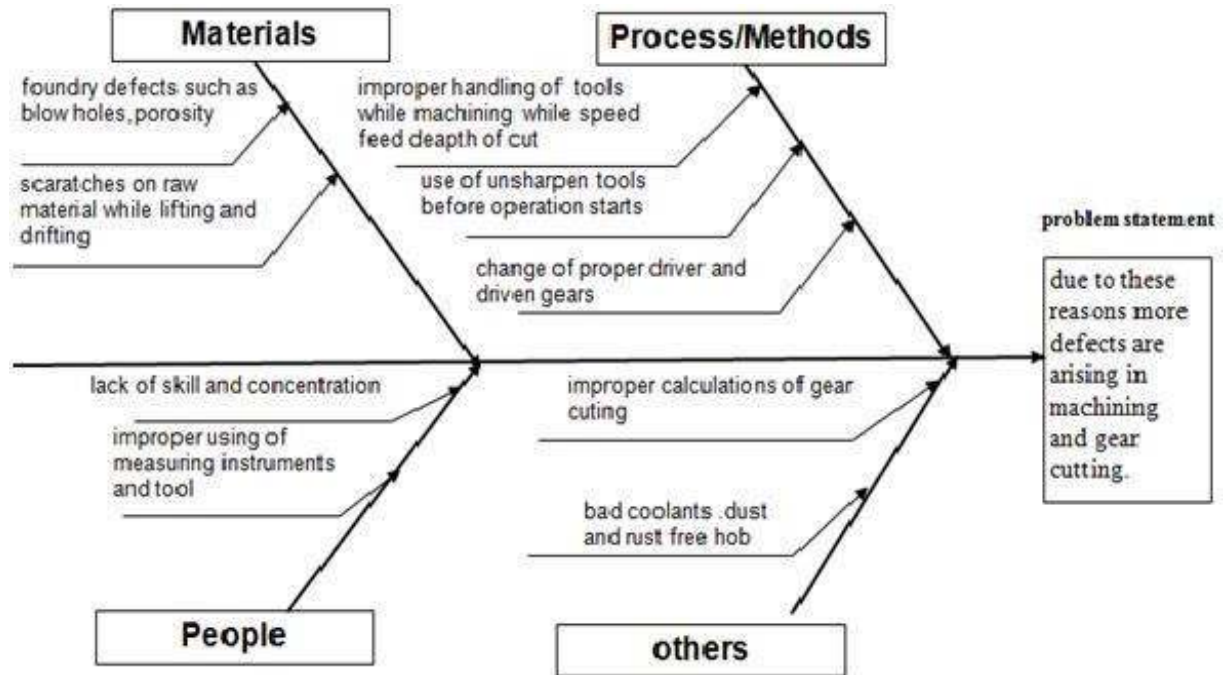 Materials
foundry defects such as
blow holes, porosity
scaratches on raw
material while lifting and
drifting
Process/Methods
improper handling of tools
while machining while speed
feed deapth of cut
use of unsharpen tools
before operation starts
change of proper driver and
driven gears
problem statement
due to these
reasons more
defects are
arising in
machining
and gear
cutting.
lack of skill and concentration
improper using of
measuring instruments
and tool
People
improper calculations of gear
cuting
bad coolants .dust
and rust free hob
others